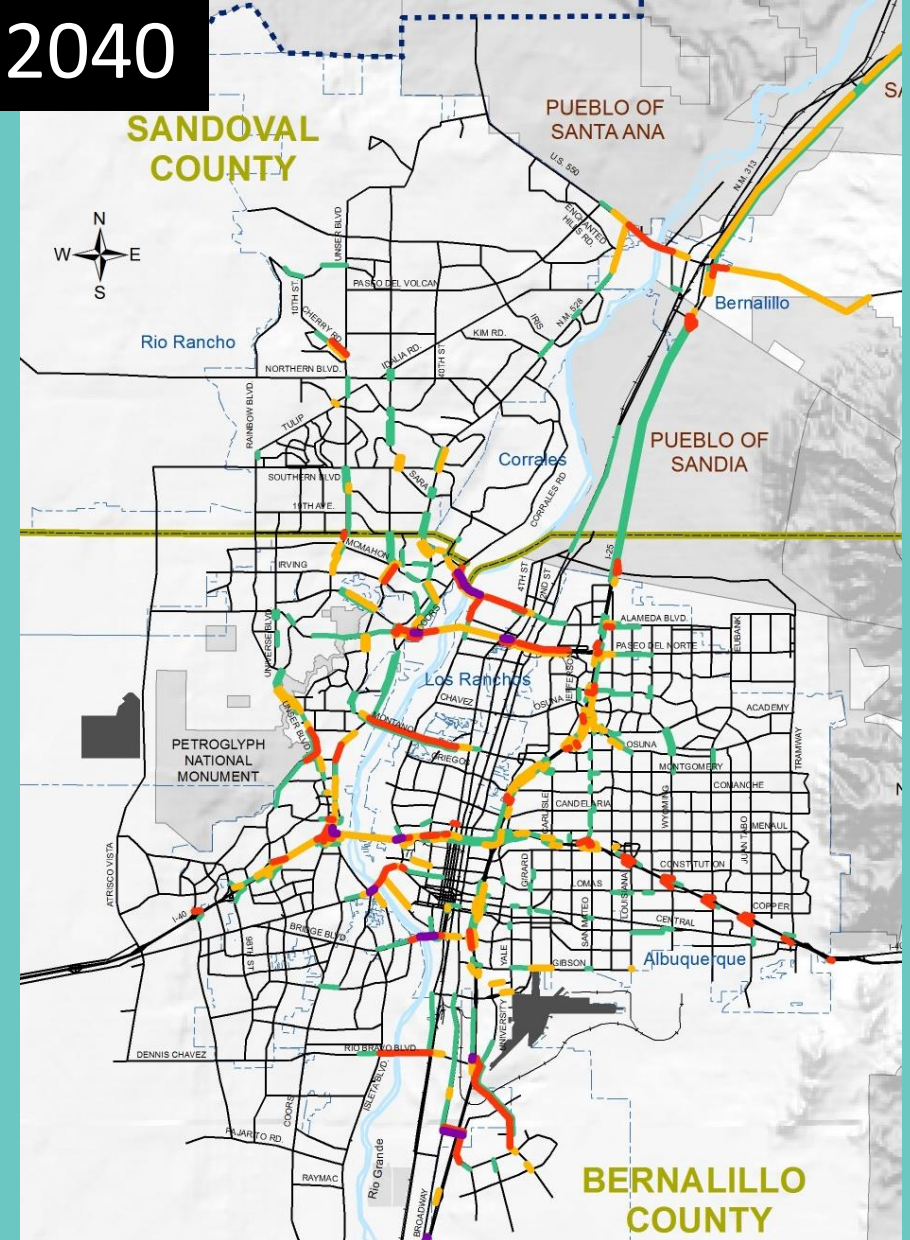 2040
SANDOVAL
COUNTY
PUEBLO OF
SANTA ANA
SA
U.S. 550
N.M. 313
N
W
E
S
UNSER BLVD
ENCHANTED
HILLS RD.
10TH ST.
PASEO DEL VOLCAN
Bernalillo
IRIS
N.M. 528
CHERRY RD.
KIM RD.
Rio Rancho
IDALIA RD.
40TH ST
NORTHERN BLVD.
RAINBOW BLVD.
TULIP
PUEBLO OF
SANDIA
Corrales
SOUTHERN BLVD
SARA
CORRALES RD
19TH AVE.
MCMAHON
I-25
IRVING
4TH ST
2ND ST
COORS
ALAMEDA BLVD.
EUBANK
UNIVERSE BLVD
PASEO DEL NORTE
JEFFERSON
Los Ranchos
CHAVEZ
OSUNA
ACADEMY
UNSER BLVD
MONTANO
PETROGLYPH
NATIONAL
MONUMENT
GRIEGOS
OSUNA
TRAMWAY
MONTGOMERY
COMANCHE
N
CARLISLE
CANDELARIA
WYOMING
MENAUL
JUAN TABO
ATRISCO VISTA
GIRARD
CONSTITUTION
LOMAS
LOUISIANA
COPPER
I-40
SAN MATEO
CENTRAL
BRIDGE BLVD
98TH ST
YALE
GIBSON
Albuquerque
I-40
UNIVERSITY
RIO BRAVO BLVD.
DENNIS CHAVEZ
ISLETA BLVD.
COORS
PAJARITO RD.
Rio Grande
RAYMAC
BROADWAY
BERNALILLO
COUNTY